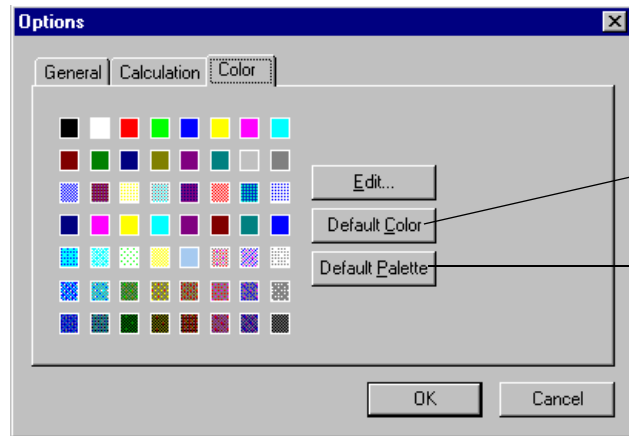 Options
General Calculation Color
Edit...
Default Color
Default Palette
OK Cancel